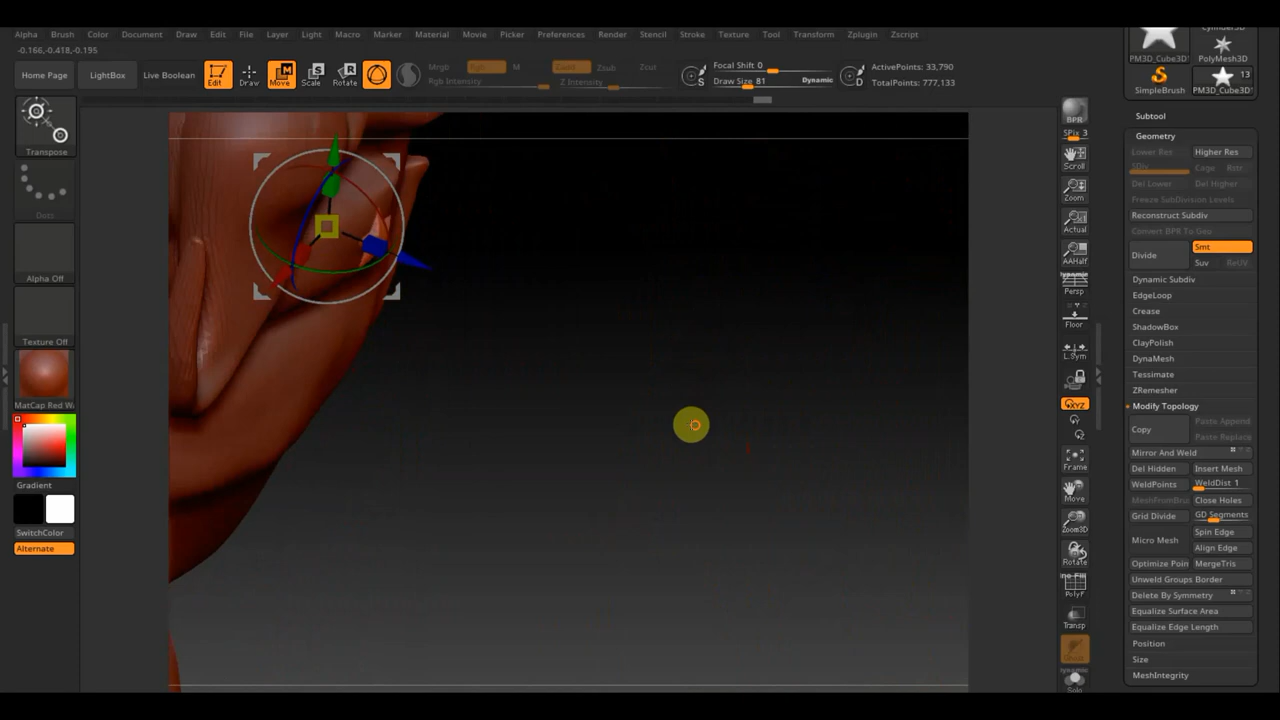 Alpha Brush Color Document Draw Edit File Layer Light Macro Marker Material Movie Picker Preferences Render Stencil Stroke Texture Tool Transform Zplugin Zscript
-0.166,-0.418,-0.195
Home Page LightBox Live Boolean Edit Draw Move Scale Rotate
Mrgb Rgb M Zadd Zsub Zcut
Rgb Intensity Z Intensity
S Focal Shift 0
Draw Size 81 Dynamic
D ActivePoints: 33,790
TotalPoints: 777,133
Transpose
Dots
Alpha Off
Texture Off
MatCap Red W
Gradient
SwitchColor
Alternate
BPR
SPix 3
Scroll
Zoom
Actual
AAHalf
Dynamic
Persp
Floor
L.Sym
XYZ
Y
Z
Frame
Move
Zoom3D
Rotate
PolyF
Transp
Ghost
Dynamic
Solo
PM3D_Cube3D PolyMesh3D
13
SimpleBrush PM3D_Cube3D
Subtool
Geometry
Lower Res Higher Res
SDiv Cage Rstr
Del Lower Del Higher
Freeze SubDivision Levels
Reconstruct Subdiv
Convert BPR To Geo
Divide Smt
Suv ReUV
Dynamic Subdiv
EdgeLoop
Crease
ShadowBox
ClayPolish
DynaMesh
Tessimate
ZRemesher
Modify Topology
Copy Paste Append
Paste Replace
Mirror And Weld
Del Hidden Insert Mesh
WeldPoints WeldDist 1
MeshFromBru Close Holes
Grid Divide GD Segments
Micro Mesh Spin Edge
Align Edge
Optimize Poin MergeTris
Unweld Groups Border
Delete By Symmetry
Equalize Surface Area
Equalize Edge Length
Position
Size
MeshIntegrity